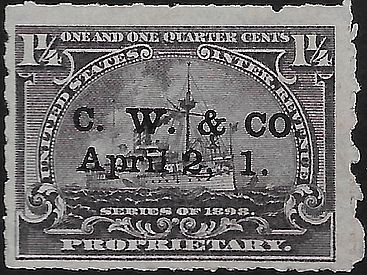 1¼ ONE AND ONE QUARTER CENTS 1¼
UNITED STATES INTER. REVENUE
C. W. & CO.
April 2, 1.
SERIES OF 1898.
PROPRIETARY.